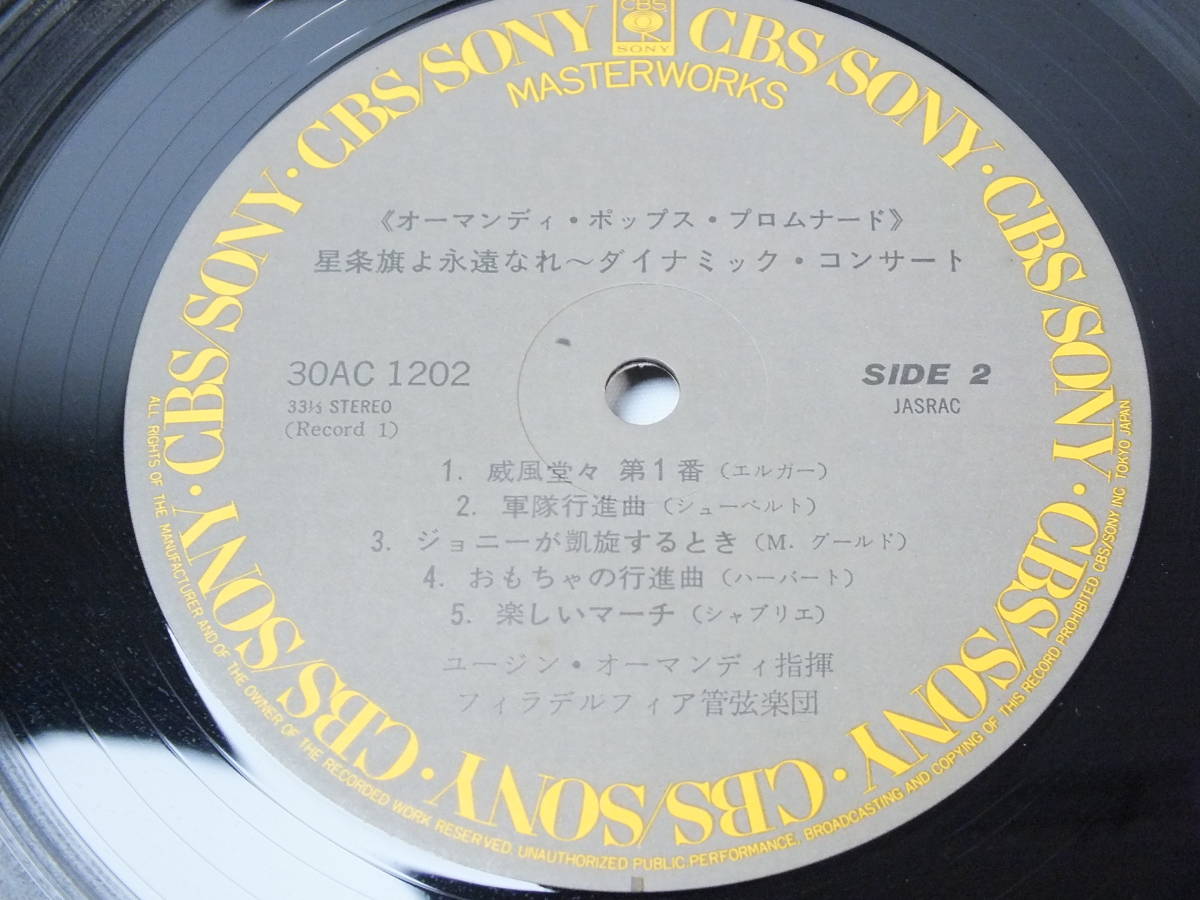 CBS
SONY
CBS/SONY · CBS/SONY · CBS/SONY · CBS/SONY · CBS/SONY · CBS/SONY · CBS/SONY · CBS/SONY
MASTERWORKS
《オーマンディ・ポップス・プロムナード》
星条旗よ永遠なれ〜ダイナミック・コンサート
30AC 1202
SIDE 2
33⅓ STEREO
JASRAC
(Record 1)
1. 威風堂々 第1番 (エルガー)
2. 軍隊行進曲 (シューベルト)
3. ジョニーが凱旋するとき (M. グールド)
4. おもちゃの行進曲 (ハーバート)
5. 楽しいマーチ (シャブリエ)
ユージン・オーマンディ指揮
フィラデルフィア管弦楽団
ALL RIGHTS OF THE MANUFACTURER AND OF THE OWNER OF THE RECORDED WORK RESERVED. UNAUTHORIZED PUBLIC PERFORMANCE, BROADCASTING AND COPYING OF THIS RECORD PROHIBITED CBS/SONY INC TOKYO JAPAN